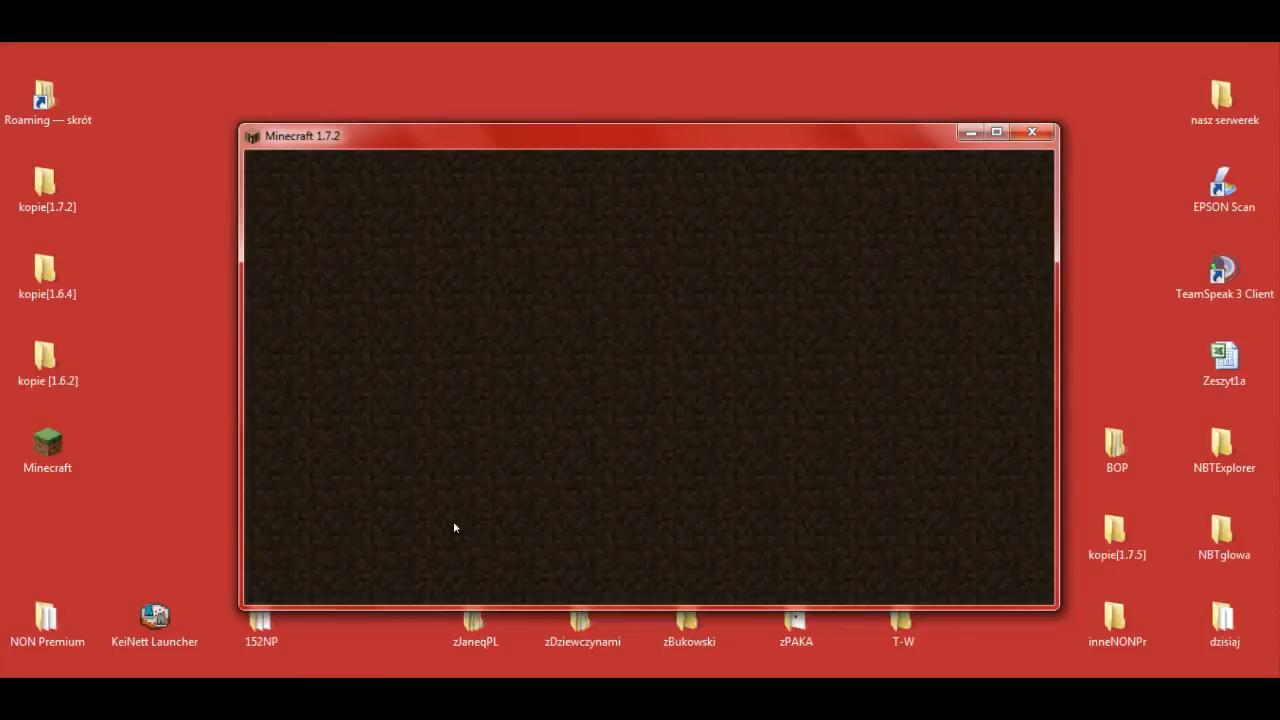 Roaming — skrót
nasz serwerek
Minecraft 1.7.2
kopie[1.7.2]
EPSON Scan
kopie[1.6.4]
TeamSpeak 3 Client
kopie [1.6.2]
Zeszyt1a
Minecraft
BOP
NBTExplorer
kopie[1.7.5]
NBTglowa
NON Premium
KeiNett Launcher
152NP
zJaneqPL
zDziewczynami
zBukowski
zPAKA
T-W
inneNONPr
dzisiaj